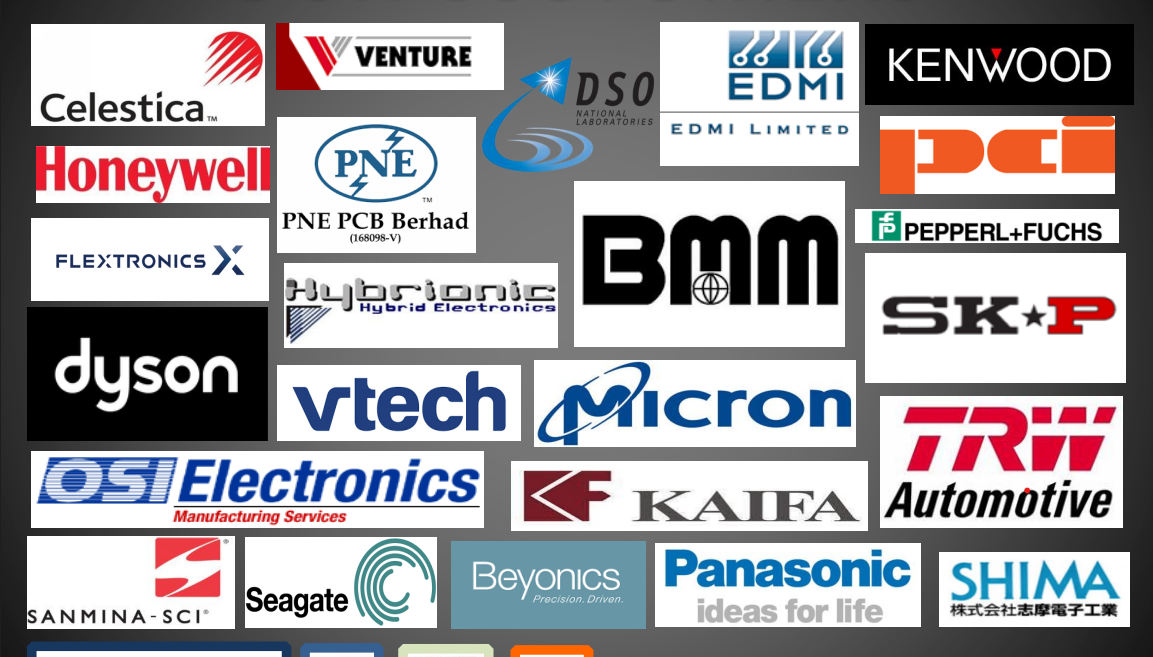 Celestica™
VENTURE
DSO
NATIONAL
LABORATORIES
EDMI
EDMI LIMITED
KENWOOD
Honeywell
PNE
TM
PNE PCB Berhad
(168098-V)
pci
FLEXTRONICS X
Hybrionic
Hybrid Electronics
BMM
PEPPERL+FUCHS
SK★P
dyson
vtech
Micron
TRW
Automotive
OSI Electronics
Manufacturing Services
KAIFA
SANMINA-SCI®
Seagate
Beyonics
Precision. Driven.
Panasonic
ideas for life
SHIMA
株式会社志摩電子工業